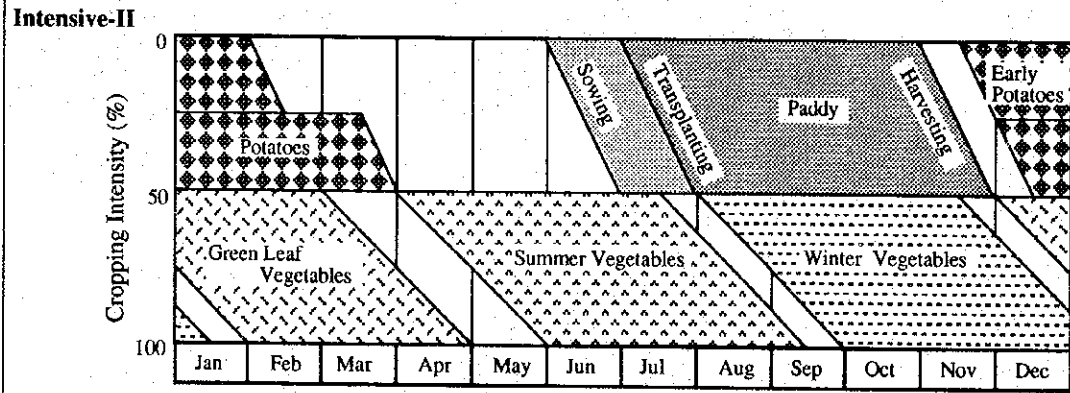 Intensive-II
0
50
100
Cropping Intensity (%)
Sowing
Transplanting
Paddy
Harvesting
Early
Potatoes
Potatoes
Green Leaf
Vegetables
Summer Vegetables
Winter Vegetables
Jan Feb Mar Apr May Jun Jul Aug Sep Oct Nov Dec